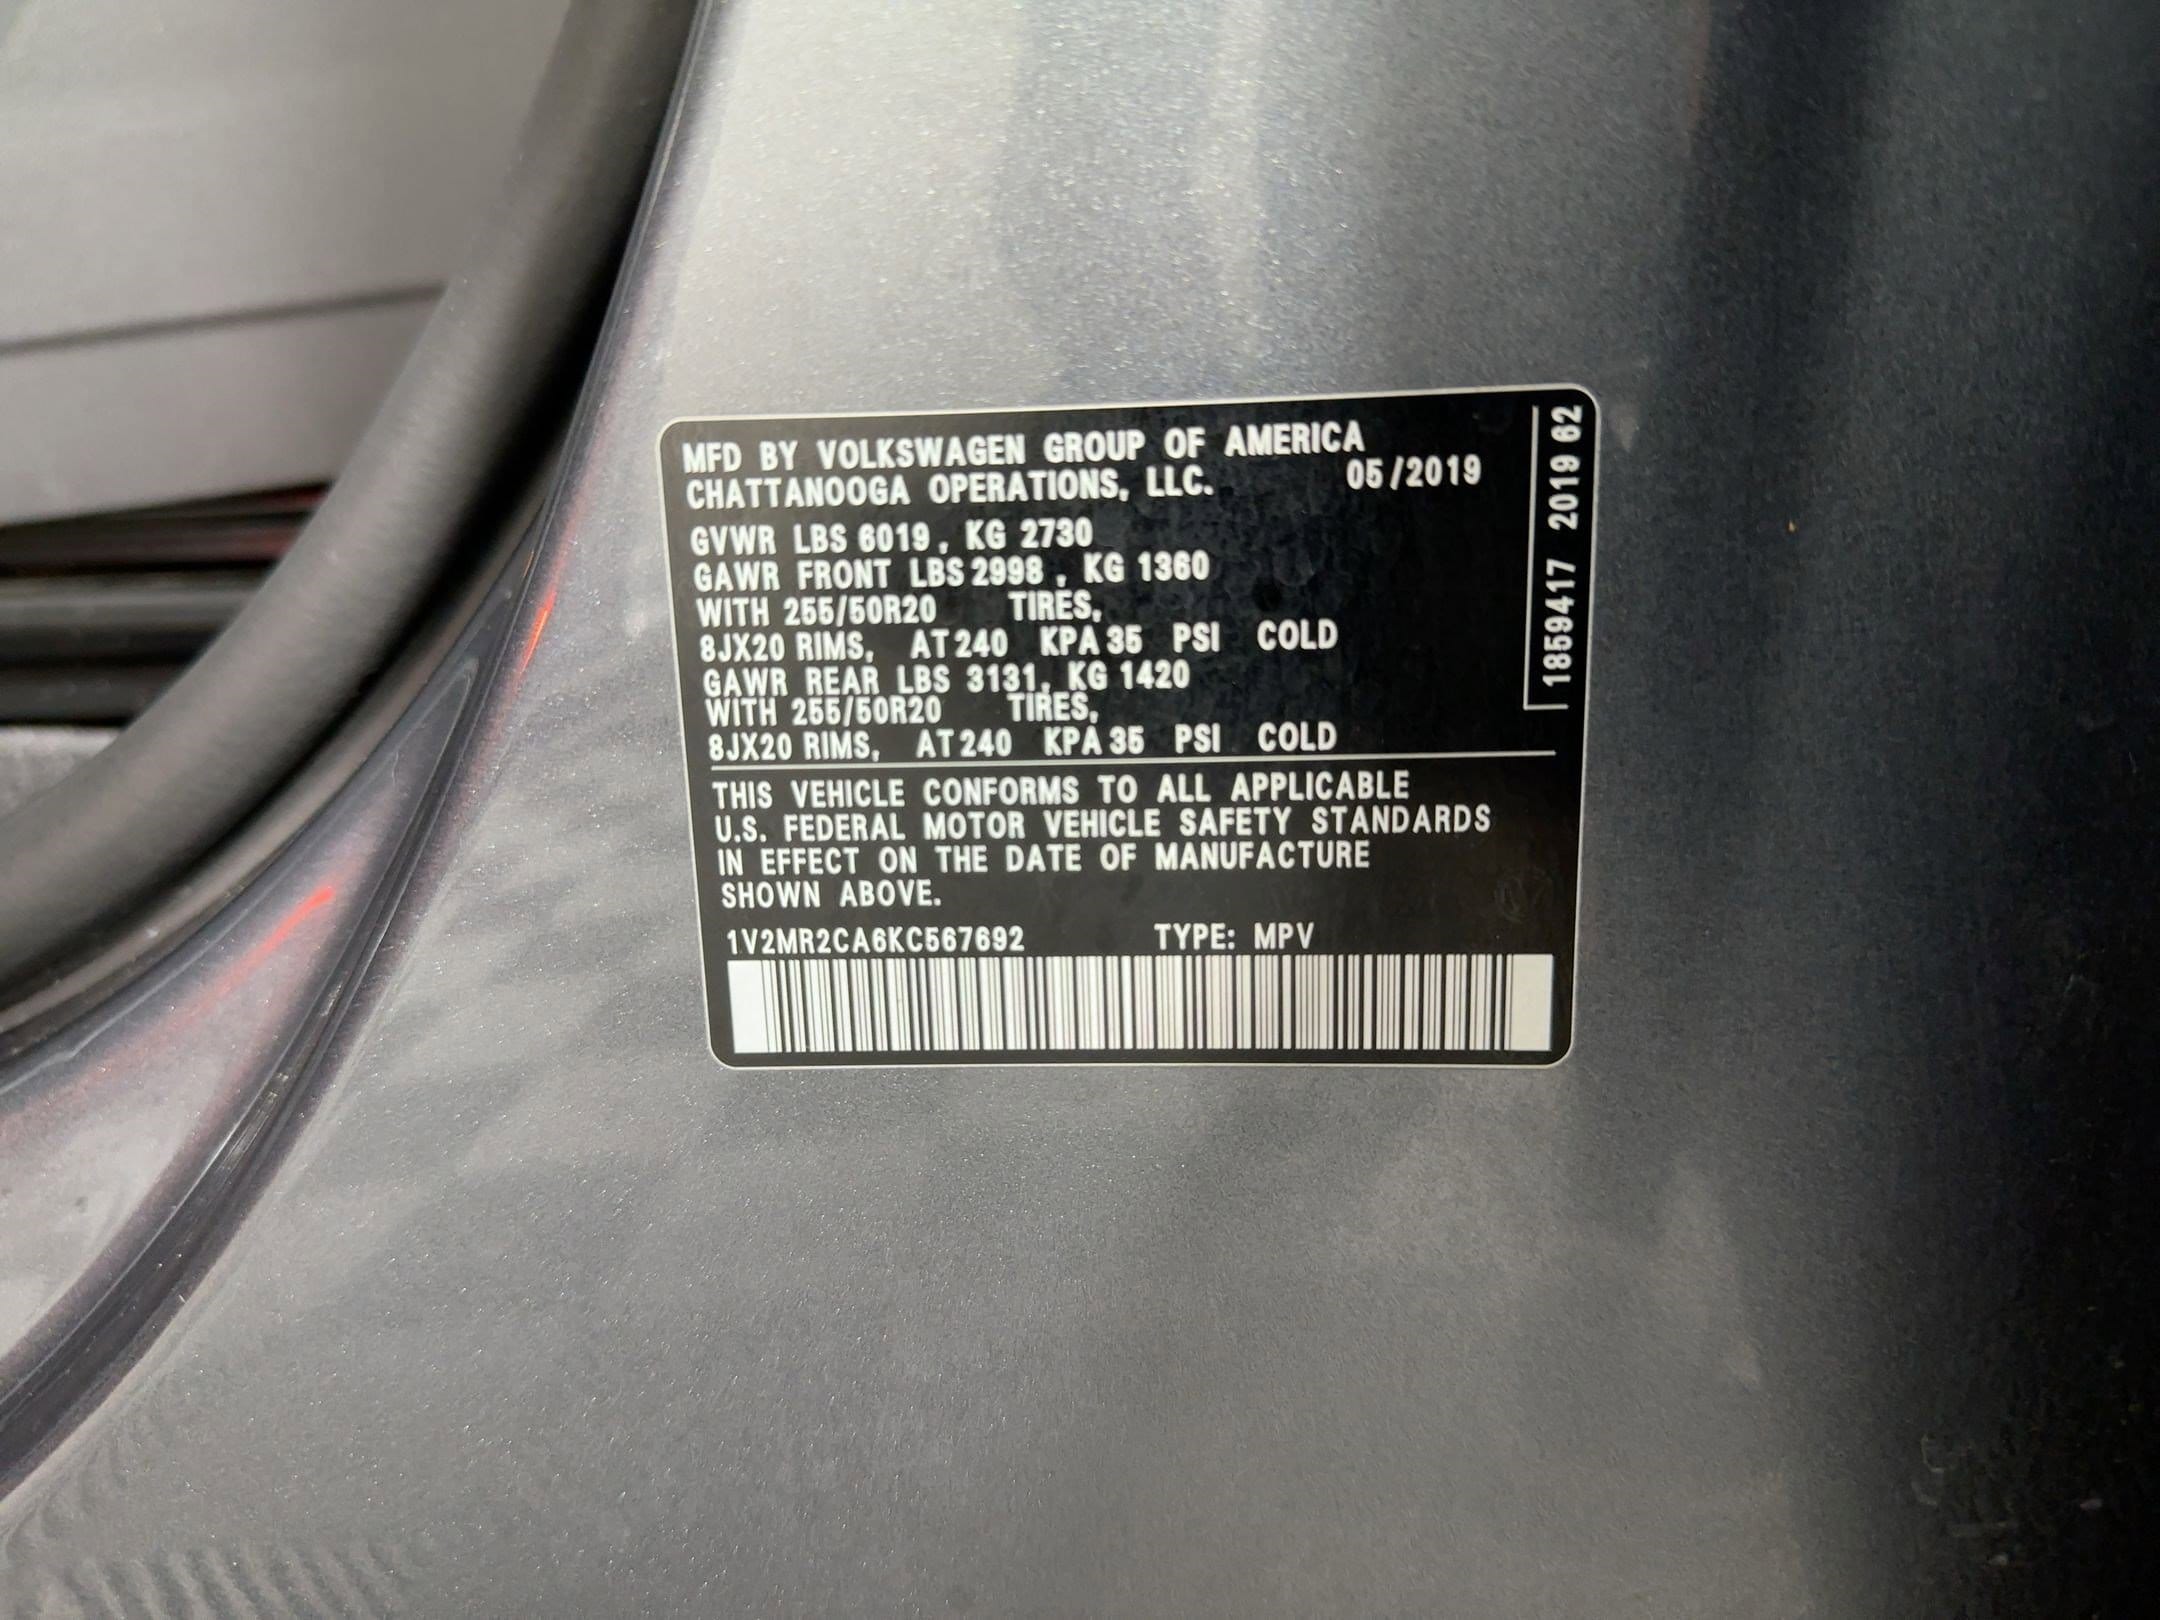 MFD BY VOLKSWAGEN GROUP OF AMERICA
CHATTANOOGA OPERATIONS, LLC. 05/2019
GVWR LBS 6019, KG 2730
GAWR FRONT LBS 2998, KG 1360
WITH 255/50R20 TIRES,
8JX20 RIMS, AT 240 KPA 35 PSI COLD
GAWR REAR LBS 3131, KG 1420
WITH 255/50R20 TIRES,
8JX20 RIMS, AT 240 KPA 35 PSI COLD
THIS VEHICLE CONFORMS TO ALL APPLICABLE
U.S. FEDERAL MOTOR VEHICLE SAFETY STANDARDS
IN EFFECT ON THE DATE OF MANUFACTURE
SHOWN ABOVE.
1V2MR2CA6KC567692 TYPE: MPV
1859417 2019 62